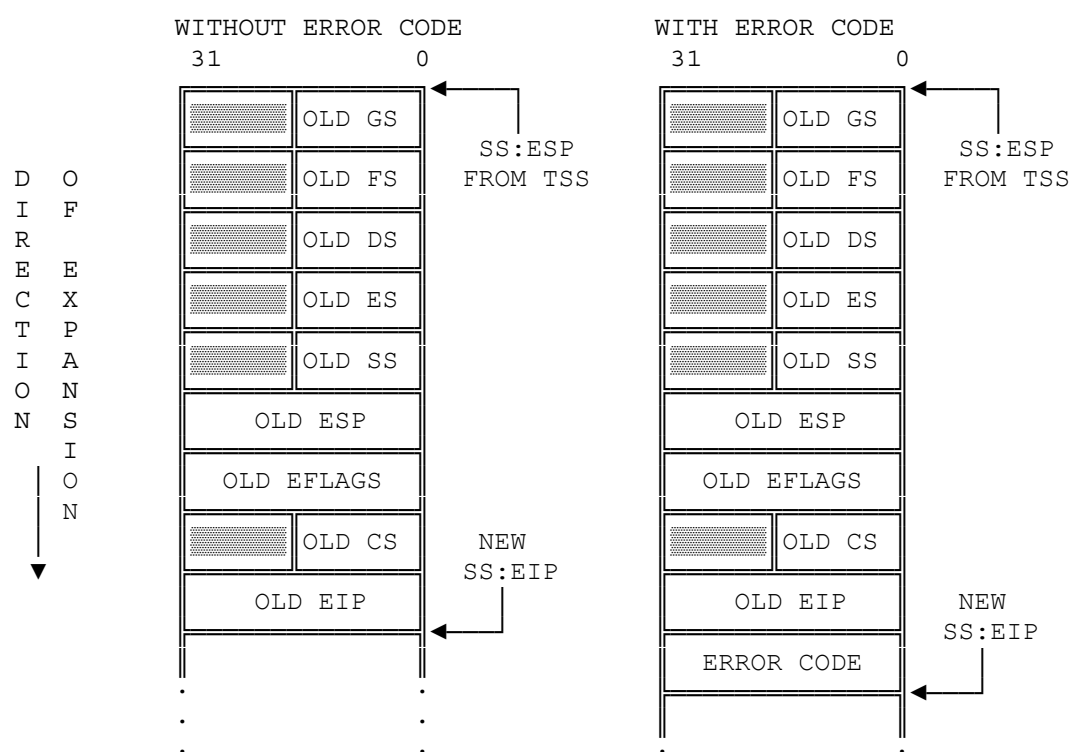 WITHOUT ERROR CODE
31 0
OLD GS
OLD FS
OLD DS
OLD ES
OLD SS
OLD ESP
OLD EFLAGS
OLD CS
OLD EIP
SS:ESP
FROM TSS
NEW
SS:EIP
WITH ERROR CODE
31 0
OLD GS
OLD FS
OLD DS
OLD ES
OLD SS
OLD ESP
OLD EFLAGS
OLD CS
OLD EIP
ERROR CODE
SS:ESP
FROM TSS
NEW
SS:EIP
DIRECTION
OF EXPANSION